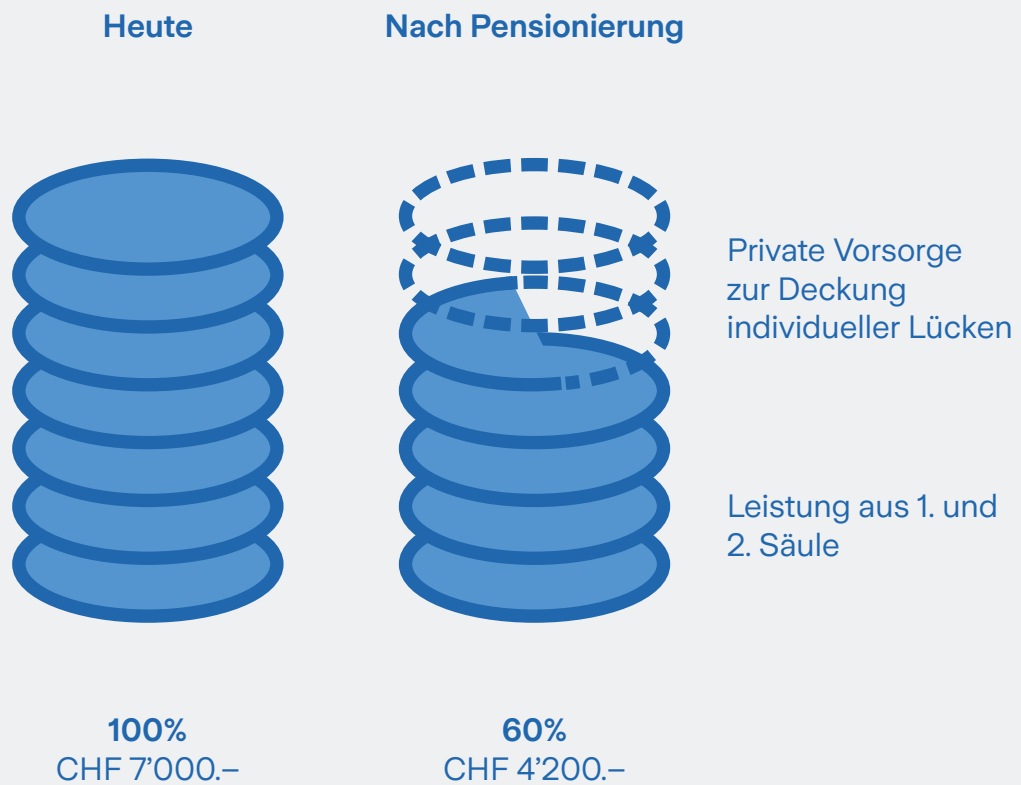 Heute
Nach Pensionierung
Private Vorsorge
zur Deckung
individueller Lücken
Leistung aus 1. und
2. Säule
100%
CHF 7’000.–
60%
CHF 4’200.–